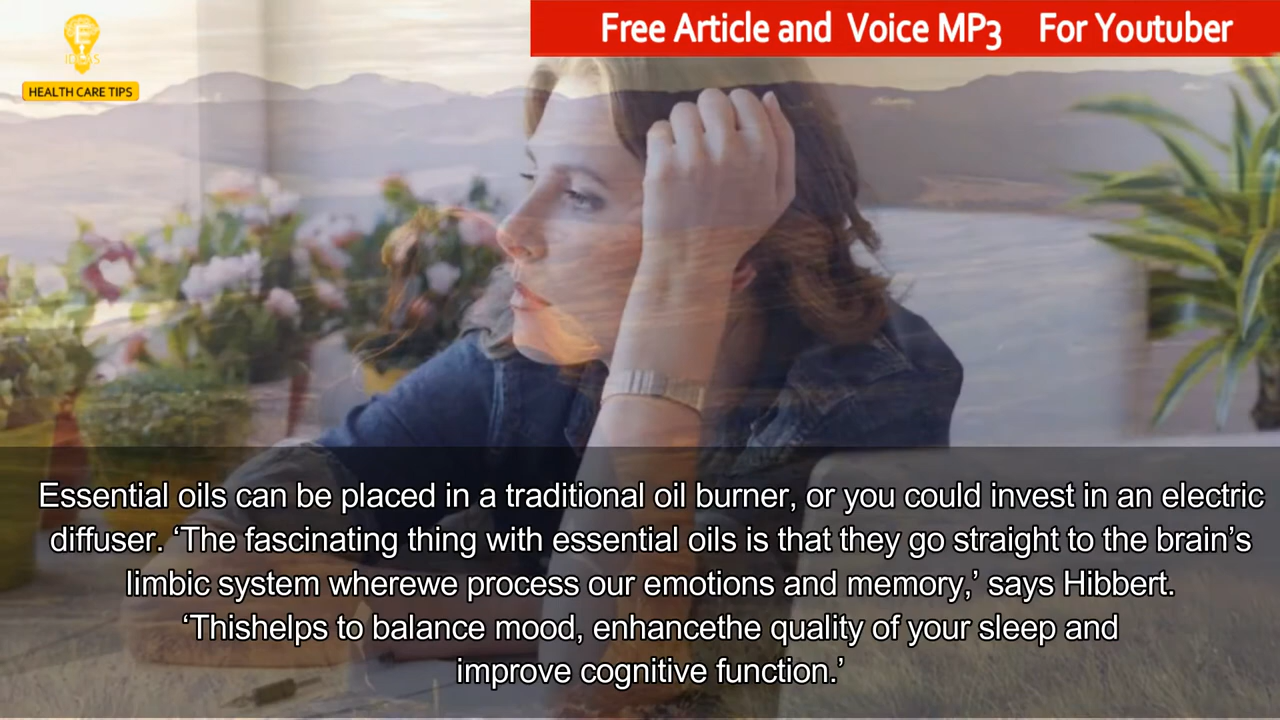 Free Article and Voice MP3 For Youtuber
E
IDEAS
HEALTH CARE TIPS
Essential oils can be placed in a traditional oil burner, or you could invest in an electric
diffuser. ‘The fascinating thing with essential oils is that they go straight to the brain’s
limbic system wherewe process our emotions and memory,’ says Hibbert.
‘Thishelps to balance mood, enhancethe quality of your sleep and
improve cognitive function.’